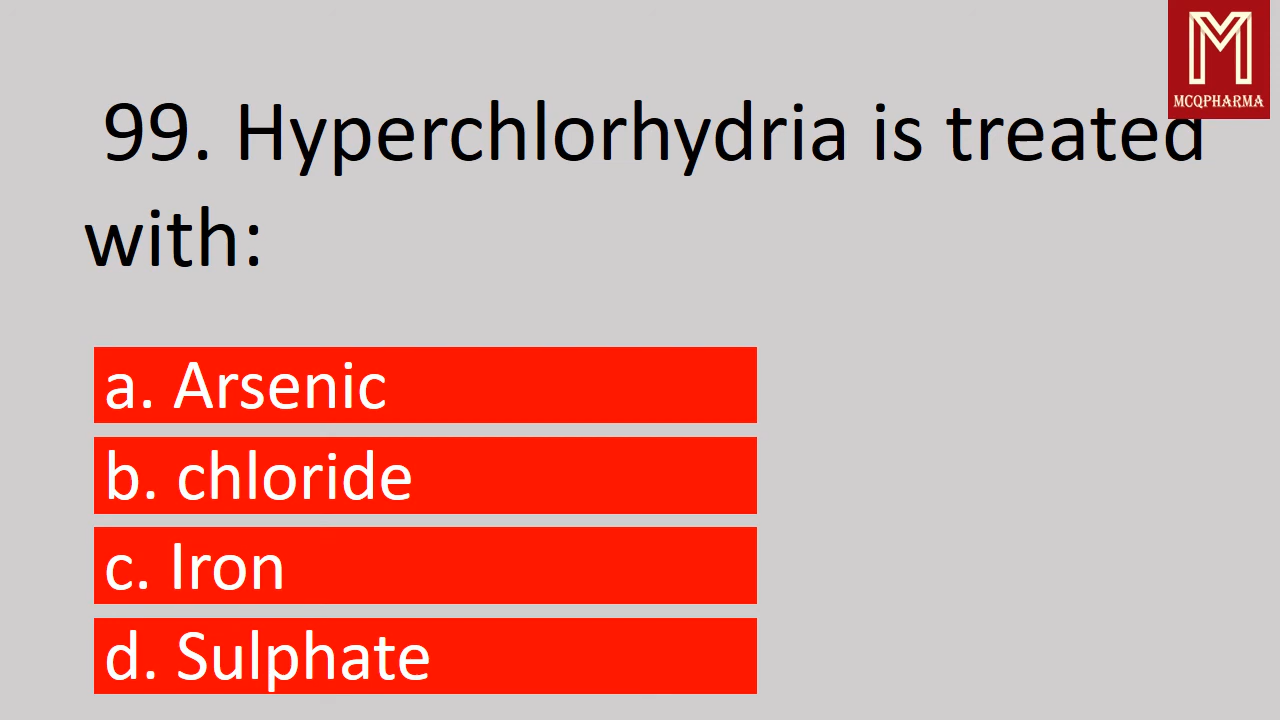 M
MCQPHARMA
99. Hyperchlorhydria is treated
with:
a. Arsenic
b. chloride
c. Iron
d. Sulphate